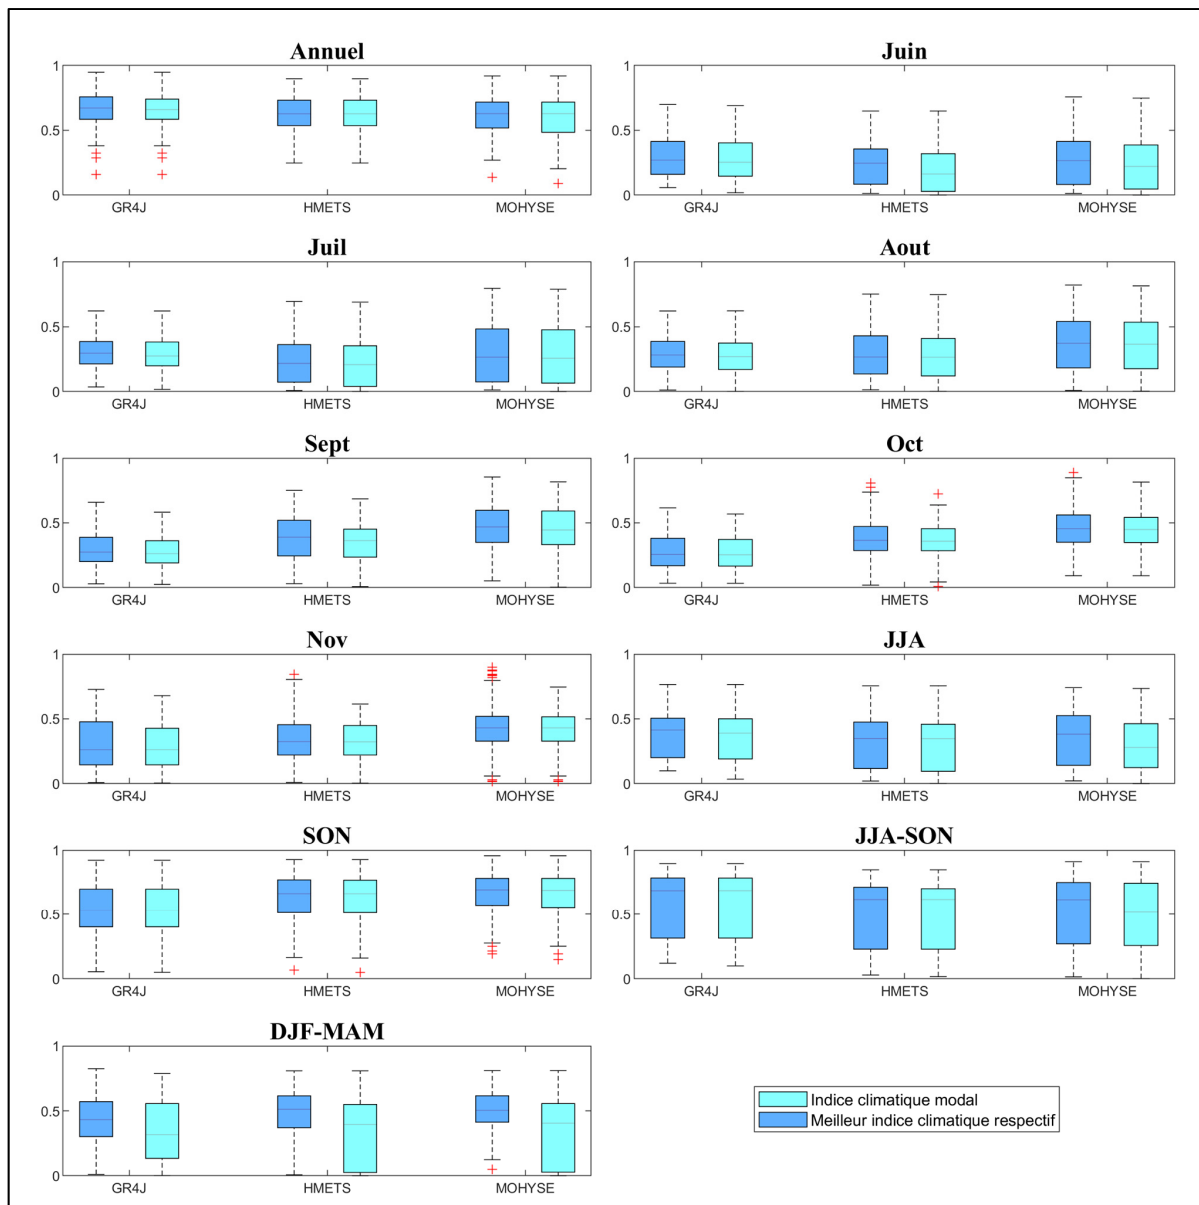 Annuel
1
0.5
0
GR4J HMETS MOHYSE
Juin
1
0.5
0
GR4J HMETS MOHYSE
Juil
1
0.5
0
GR4J HMETS MOHYSE
Aout
1
0.5
0
GR4J HMETS MOHYSE
Sept
1
0.5
0
GR4J HMETS MOHYSE
Oct
1
0.5
0
GR4J HMETS MOHYSE
Nov
1
0.5
0
GR4J HMETS MOHYSE
JJA
1
0.5
0
GR4J HMETS MOHYSE
SON
1
0.5
0
GR4J HMETS MOHYSE
JJA-SON
1
0.5
0
GR4J HMETS MOHYSE
DJF-MAM
1
0.5
0
GR4J HMETS MOHYSE
Indice climatique modal
Meilleur indice climatique respectif